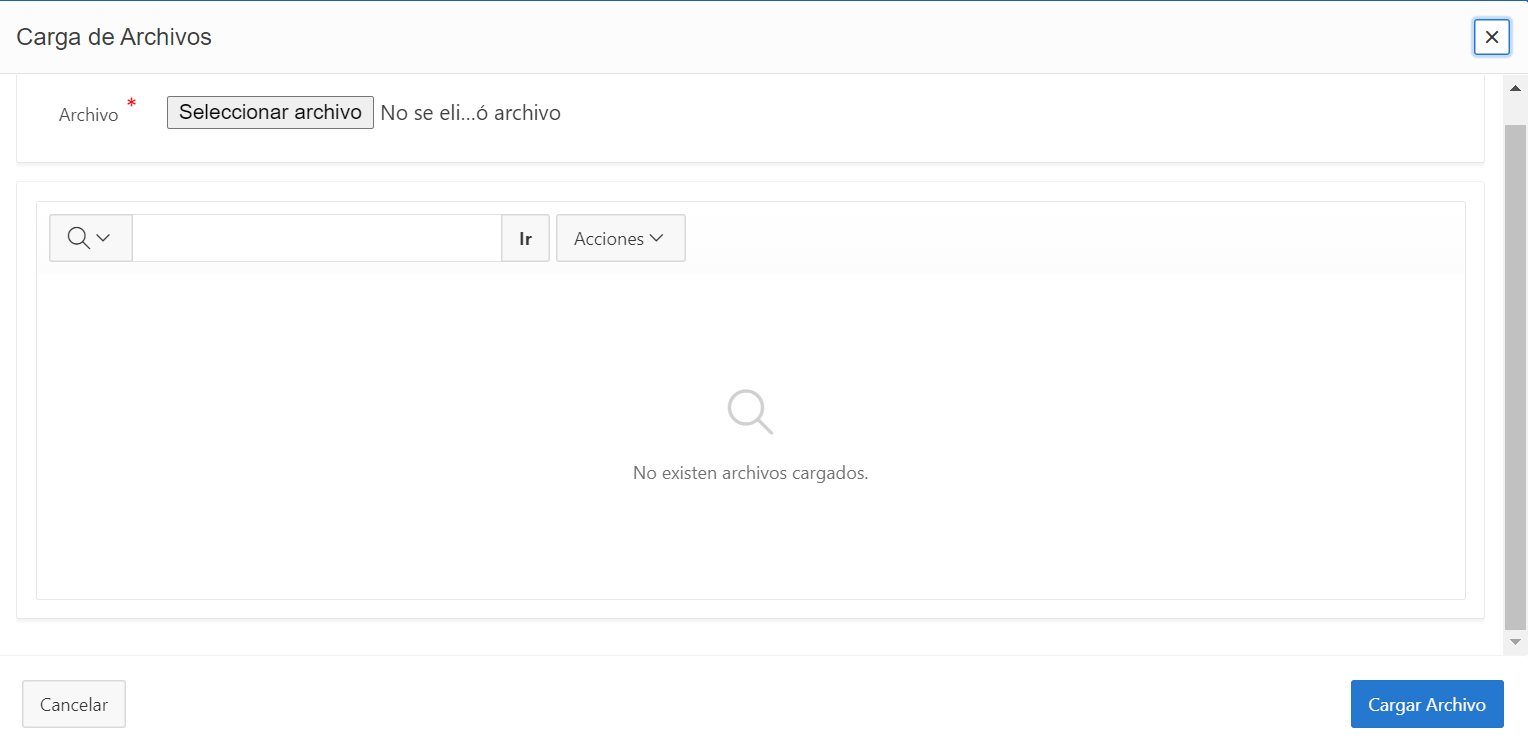 Carga de Archivos
Archivo * Seleccionar archivo No se eli...ó archivo
Ir Acciones
No existen archivos cargados.
Cancelar Cargar Archivo